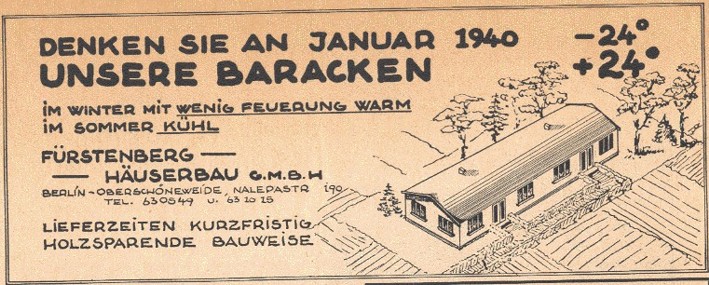 DENKEN SIE AN JANUAR 1940 -24°
UNSERE BARACKEN +24°
IM WINTER MIT WENIG FEUERUNG WARM
IM SOMMER KÜHL
FÜRSTENBERG —
— HÄUSERBAU G.M.B.H
BERLIN-OBERSCHÖNEWEIDE, NALEPASTR 190
TEL. 630549 U. 63 10 15
LIEFERZEITEN KURZFRISTIG
HOLZSPARENDE BAUWEISE